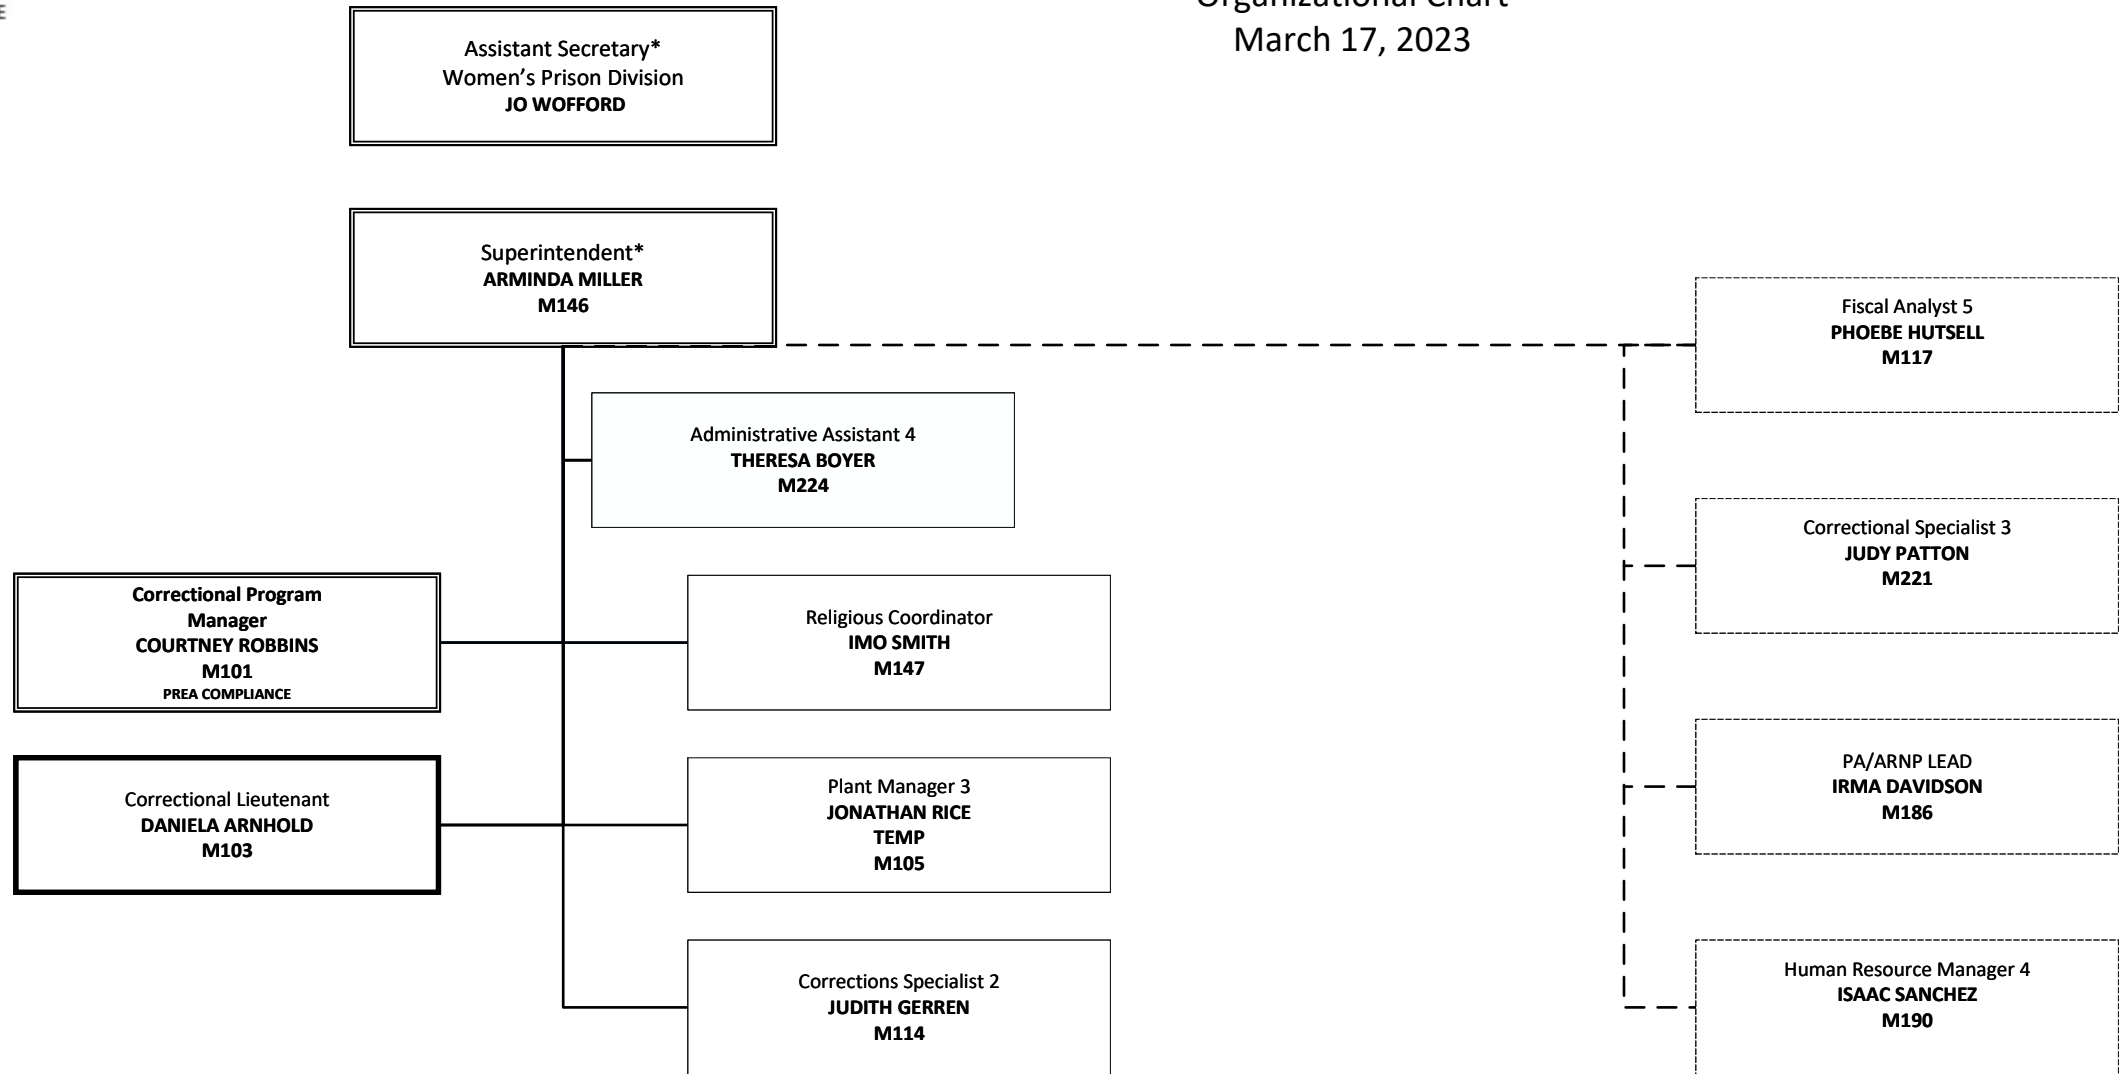 E
Organizational Chart
March 17, 2023
Assistant Secretary*
Women's Prison Division
JO WOFFORD
Superintendent*
ARMINDA MILLER
M146
Fiscal Analyst 5
PHOEBE HUTSELL
M117
Administrative Assistant 4
THERESA BOYER
M224
Correctional Specialist 3
JUDY PATTON
M221
Correctional Program
Manager
COURTNEY ROBBINS
M101
PREA COMPLIANCE
Religious Coordinator
IMO SMITH
M147
PA/ARNP LEAD
IRMA DAVIDSON
M186
Correctional Lieutenant
DANIELA ARNHOLD
M103
Plant Manager 3
JONATHAN RICE
TEMP
M105
Corrections Specialist 2
JUDITH GERREN
M114
Human Resource Manager 4
ISAAC SANCHEZ
M190